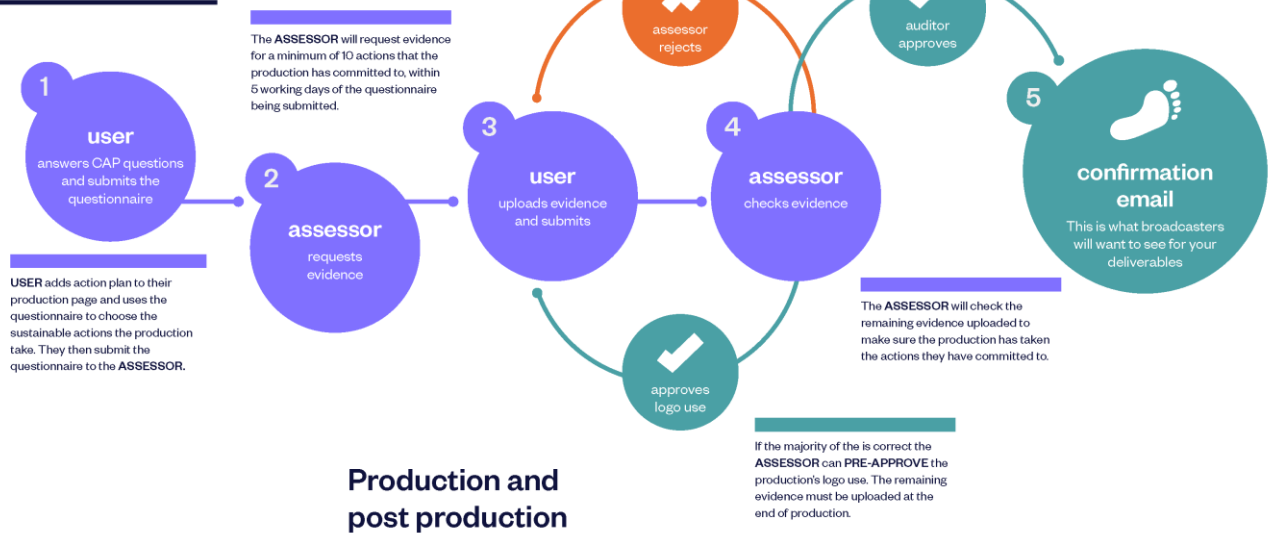 The ASSESSOR will request evidence
for a minimum of 10 actions that the
production has committed to, within
5 working days of the questionnaire
being submitted.
assessor
rejects
auditor
approves
1
user
answers CAP questions
and submits the
questionnaire
2
assessor
requests
evidence
3
user
uploads evidence
and submits
4
assessor
checks evidence
5
confirmation
email
This is what broadcasters
will want to see for your
deliverables
USER adds action plan to their
production page and uses the
questionnaire to choose the
sustainable actions the production
take. They then submit the
questionnaire to the ASSESSOR.
The ASSESSOR will check the
remaining evidence uploaded to
make sure the production has taken
the actions they have committed to.
approves
logo use
If the majority of the is correct the
ASSESSOR can PRE-APPROVE the
production's logo use. The remaining
evidence must be uploaded at the
end of production.
Production and
post production